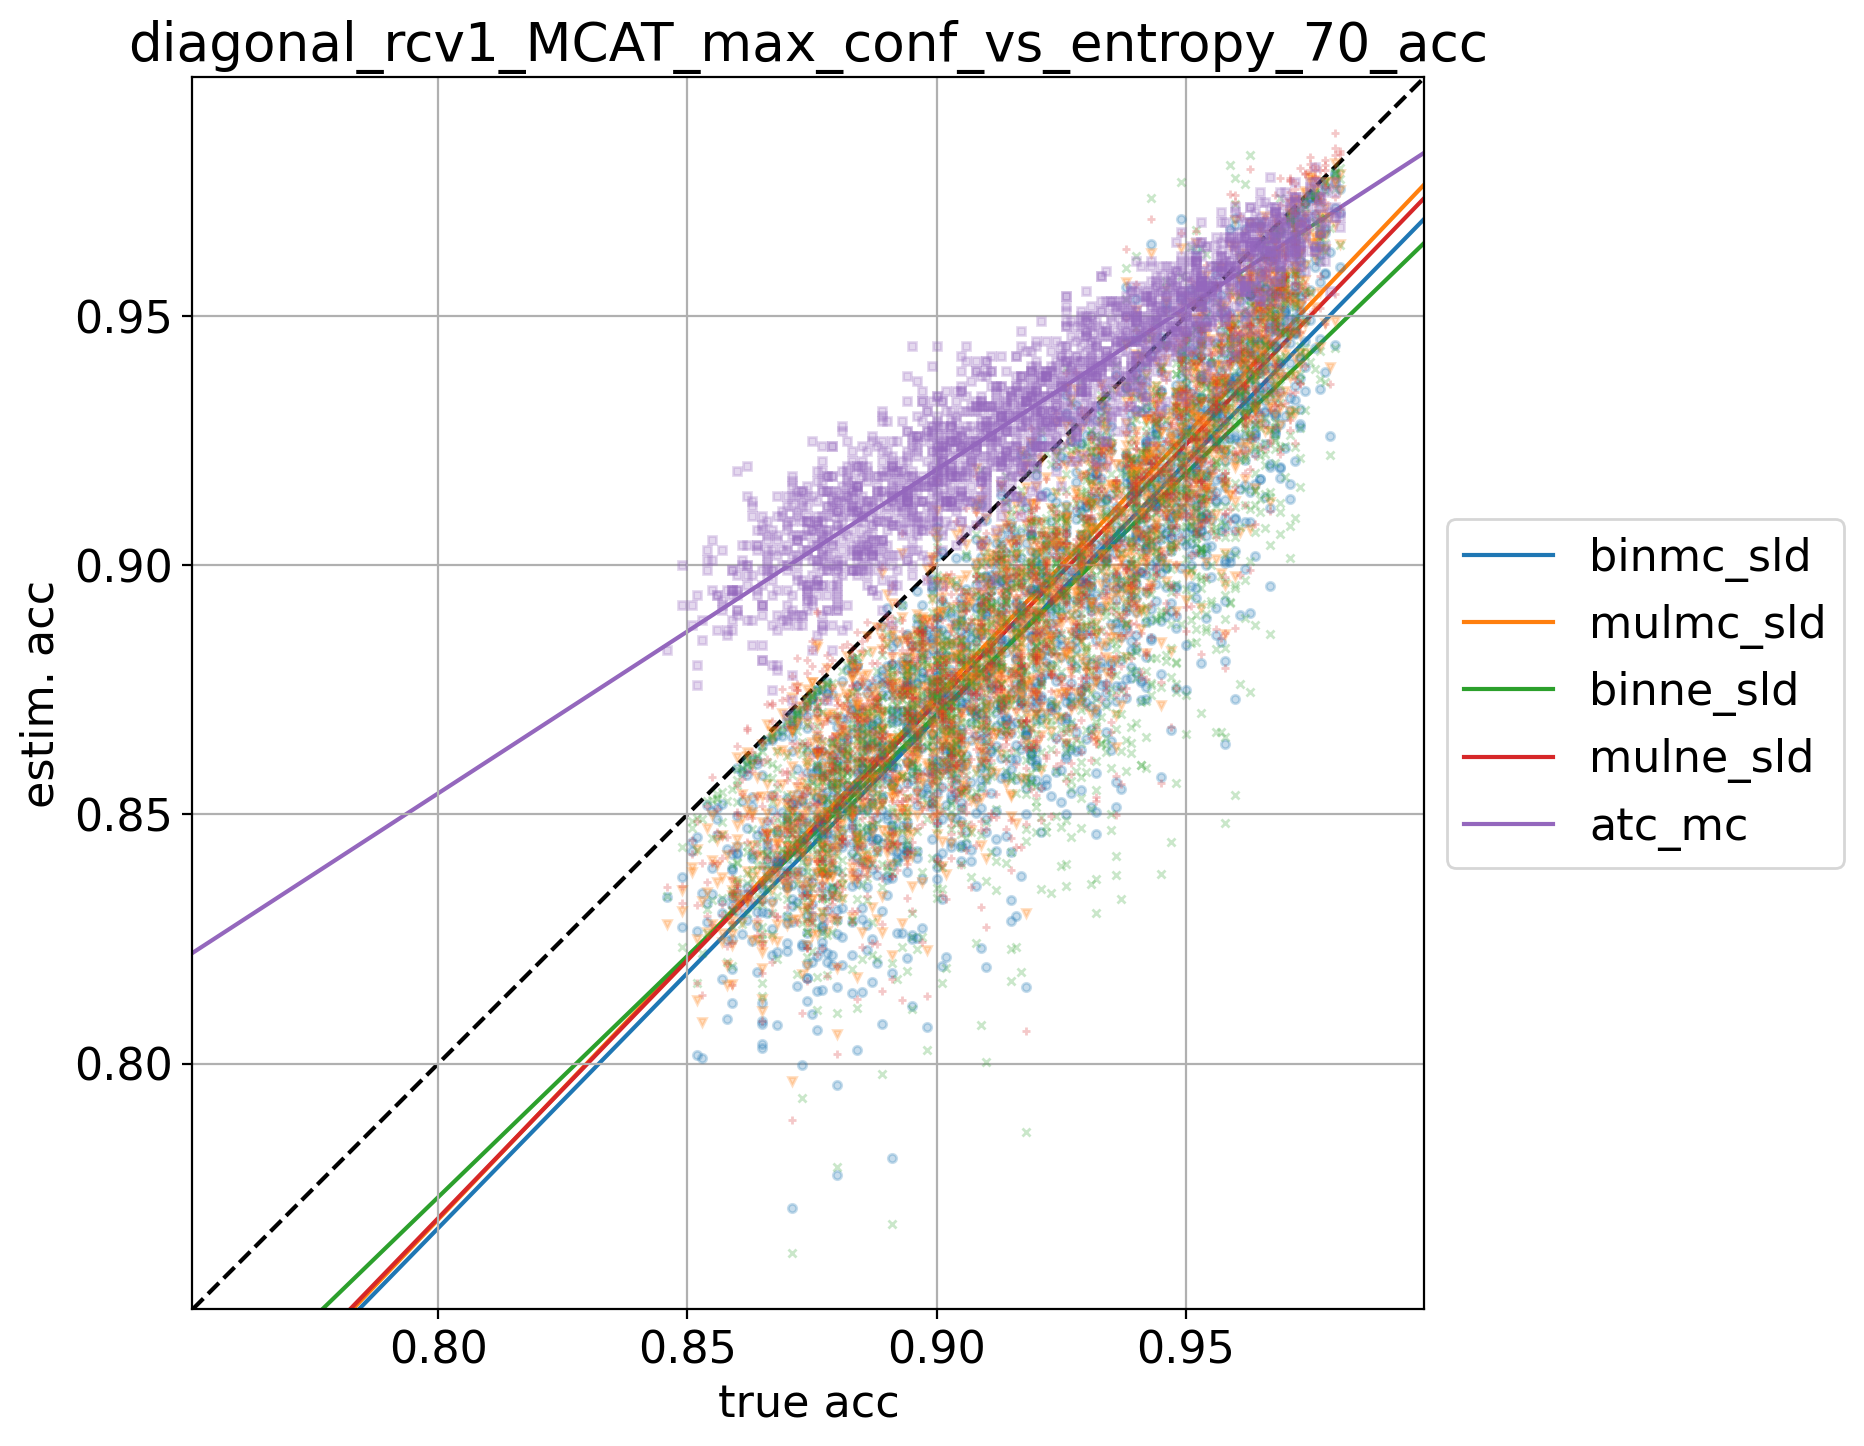 diagonal_rcv1_MCAT_max_conf_vs_entropy_70_acc
estim. acc
0.95
0.90
0.85
0.80
0.80 0.85 0.90 0.95
true acc
binmc_sld
mulmc_sld
binne_sld
mulne_sld
atc_mc